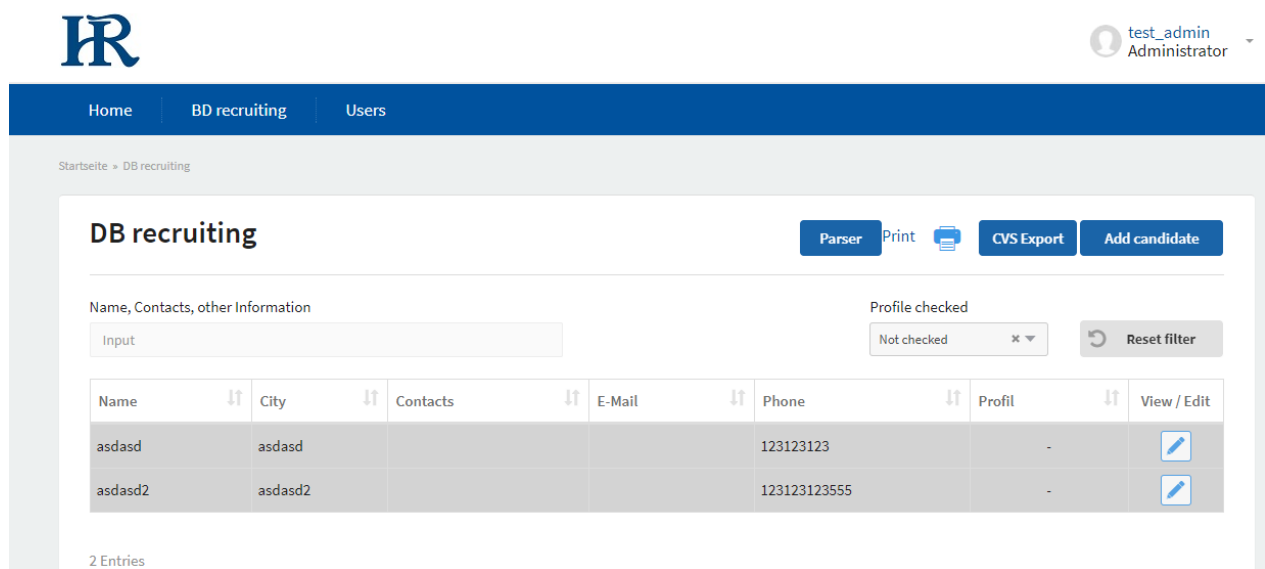 HR
test_admin
Administrator
Home BD recruiting Users
Startseite » DB recruiting
DB recruiting
Parser Print CVS Export Add candidate
Name, Contacts, other Information Profile checked
Input Not checked Reset filter
Name City Contacts E-Mail Phone Profil View / Edit
asdasd asdasd 123123123 -
asdasd2 asdasd2 123123123555 -
2 Entries